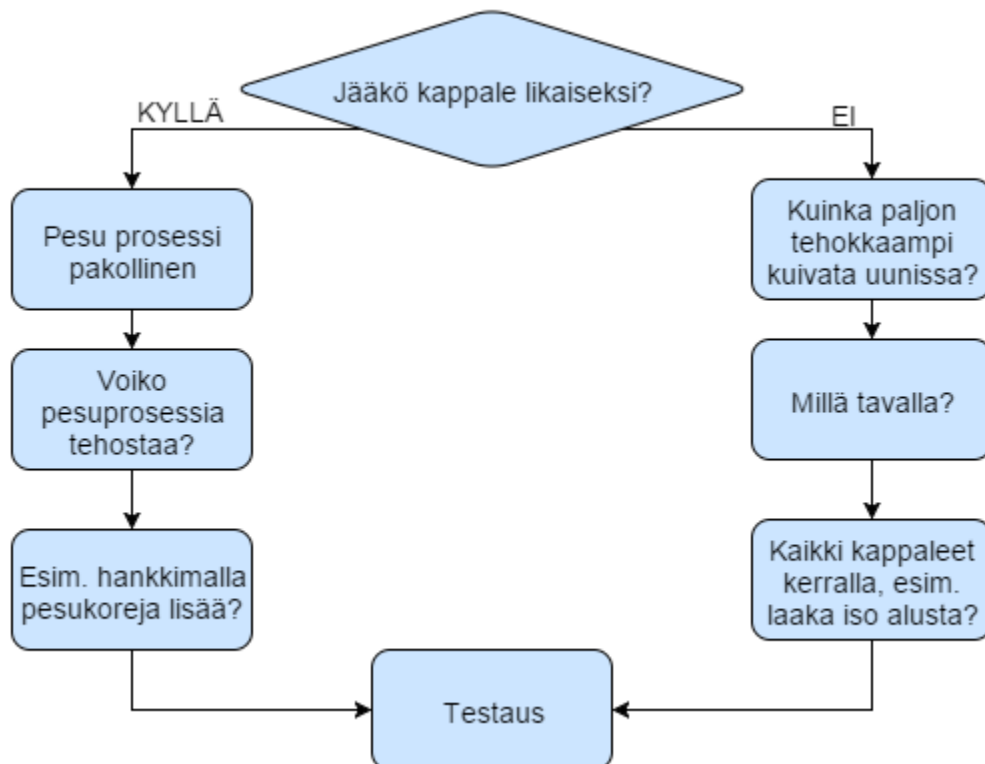 Jääkö kappale likaiseksi?
KYLLÄ
EI
Pesu prosessi
pakollinen
Voiko
pesuprosessia
tehostaa?
Esim. hankkimalla
pesukoreja lisää?
Kuinka paljon
tehokkaampi
kuivata uunissa?
Millä tavalla?
Kaikki kappaleet
kerralla, esim.
laaka iso alusta?
Testaus